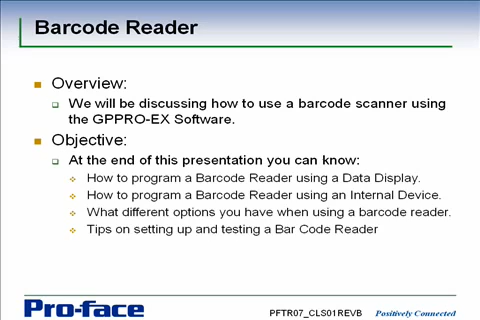 Barcode Reader
Overview:
We will be discussing how to use a barcode scanner using
the GPPRO-EX Software.
Objective:
At the end of this presentation you can know:
How to program a Barcode Reader using a Data Display.
How to program a Barcode Reader using an Internal Device.
What different options you have when using a barcode reader.
Tips on setting up and testing a Bar Code Reader
Pro-face
PFTR07_CLS01REVB
Positively Connected